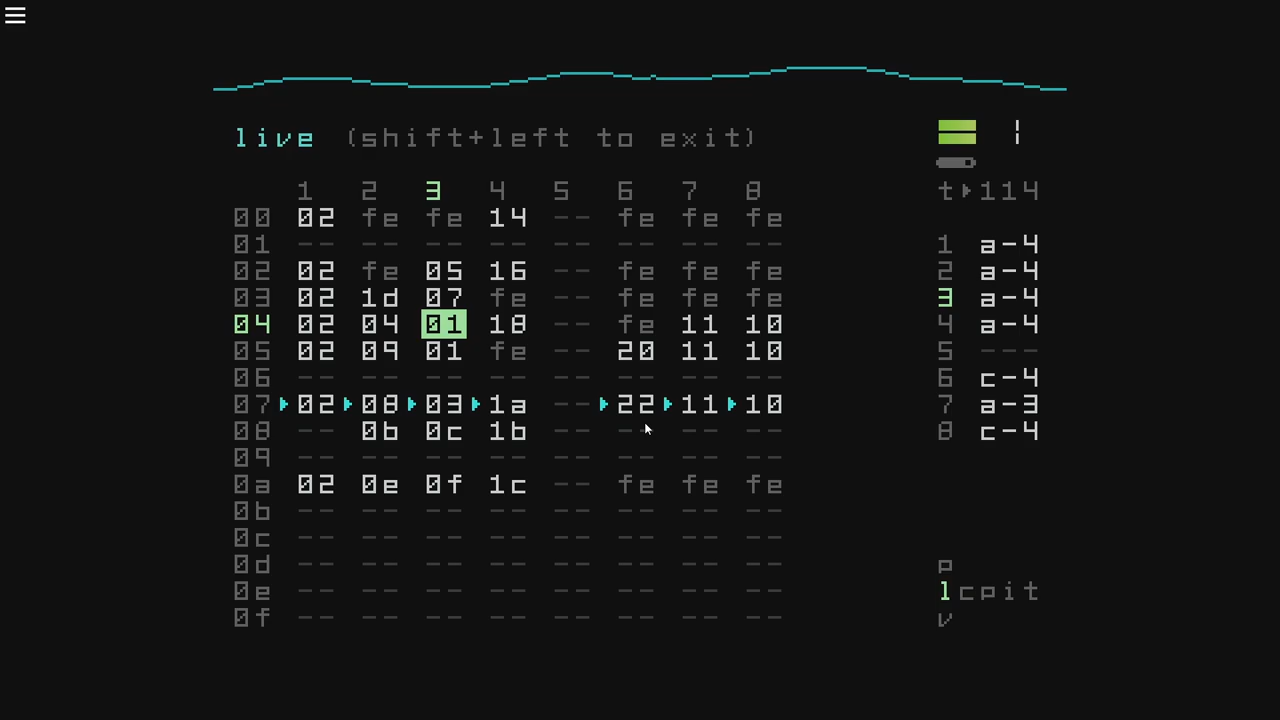 live (shift+left to exit)
1 2 3 4 5 6 7 8 t▸114
00 02 fe fe 14 -- fe fe fe
01 -- -- -- -- -- -- -- -- 1 a-4
02 02 fe 05 16 -- fe fe fe 2 a-4
03 02 1d 07 fe -- fe fe fe 3 a-4
04 02 04 01 18 -- fe 11 10 4 a-4
05 02 09 01 fe -- 20 11 10 5 ---
06 -- -- -- -- -- -- -- -- 6 c-4
07 ▸02 ▸08 ▸03 ▸1a -- ▸22 ▸11 ▸10 7 a-3
08 -- 0b 0c 1b -- -- -- -- 8 c-4
09 -- -- -- -- -- -- -- --
0a 02 0e 0f 1c -- fe fe fe
0b -- -- -- -- -- -- -- --
0c -- -- -- -- -- -- -- --
0d -- -- -- -- -- -- -- -- p
0e -- -- -- -- -- -- -- -- lcpit
0f -- -- -- -- -- -- -- -- v